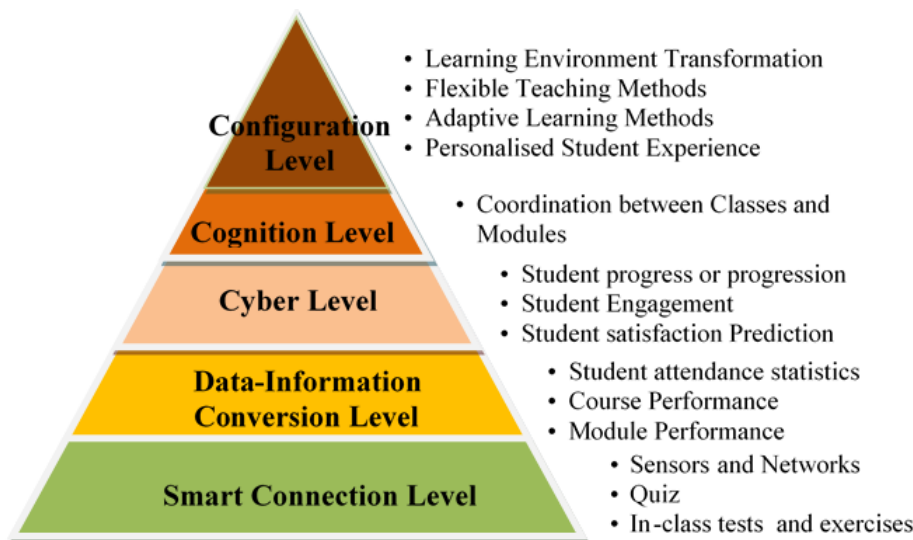 Configuration
Level
• Learning Environment Transformation
• Flexible Teaching Methods
• Adaptive Learning Methods
• Personalised Student Experience
Cognition Level
• Coordination between Classes and
Modules
Cyber Level
• Student progress or progression
• Student Engagement
• Student satisfaction Prediction
Data-Information
Conversion Level
• Student attendance statistics
• Course Performance
• Module Performance
Smart Connection Level
• Sensors and Networks
• Quiz
• In-class tests and exercises